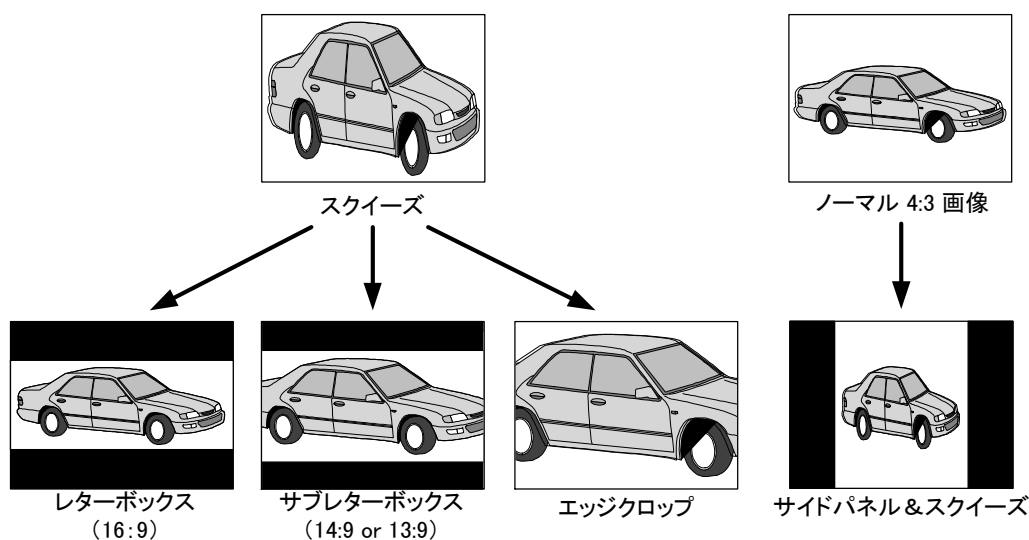 スクイーズ
ノーマル 4:3 画像
レターボックス
（16：9）
サブレターボックス
（14:9 or 13:9）
エッジクロップ
サイドパネル＆スクイーズ